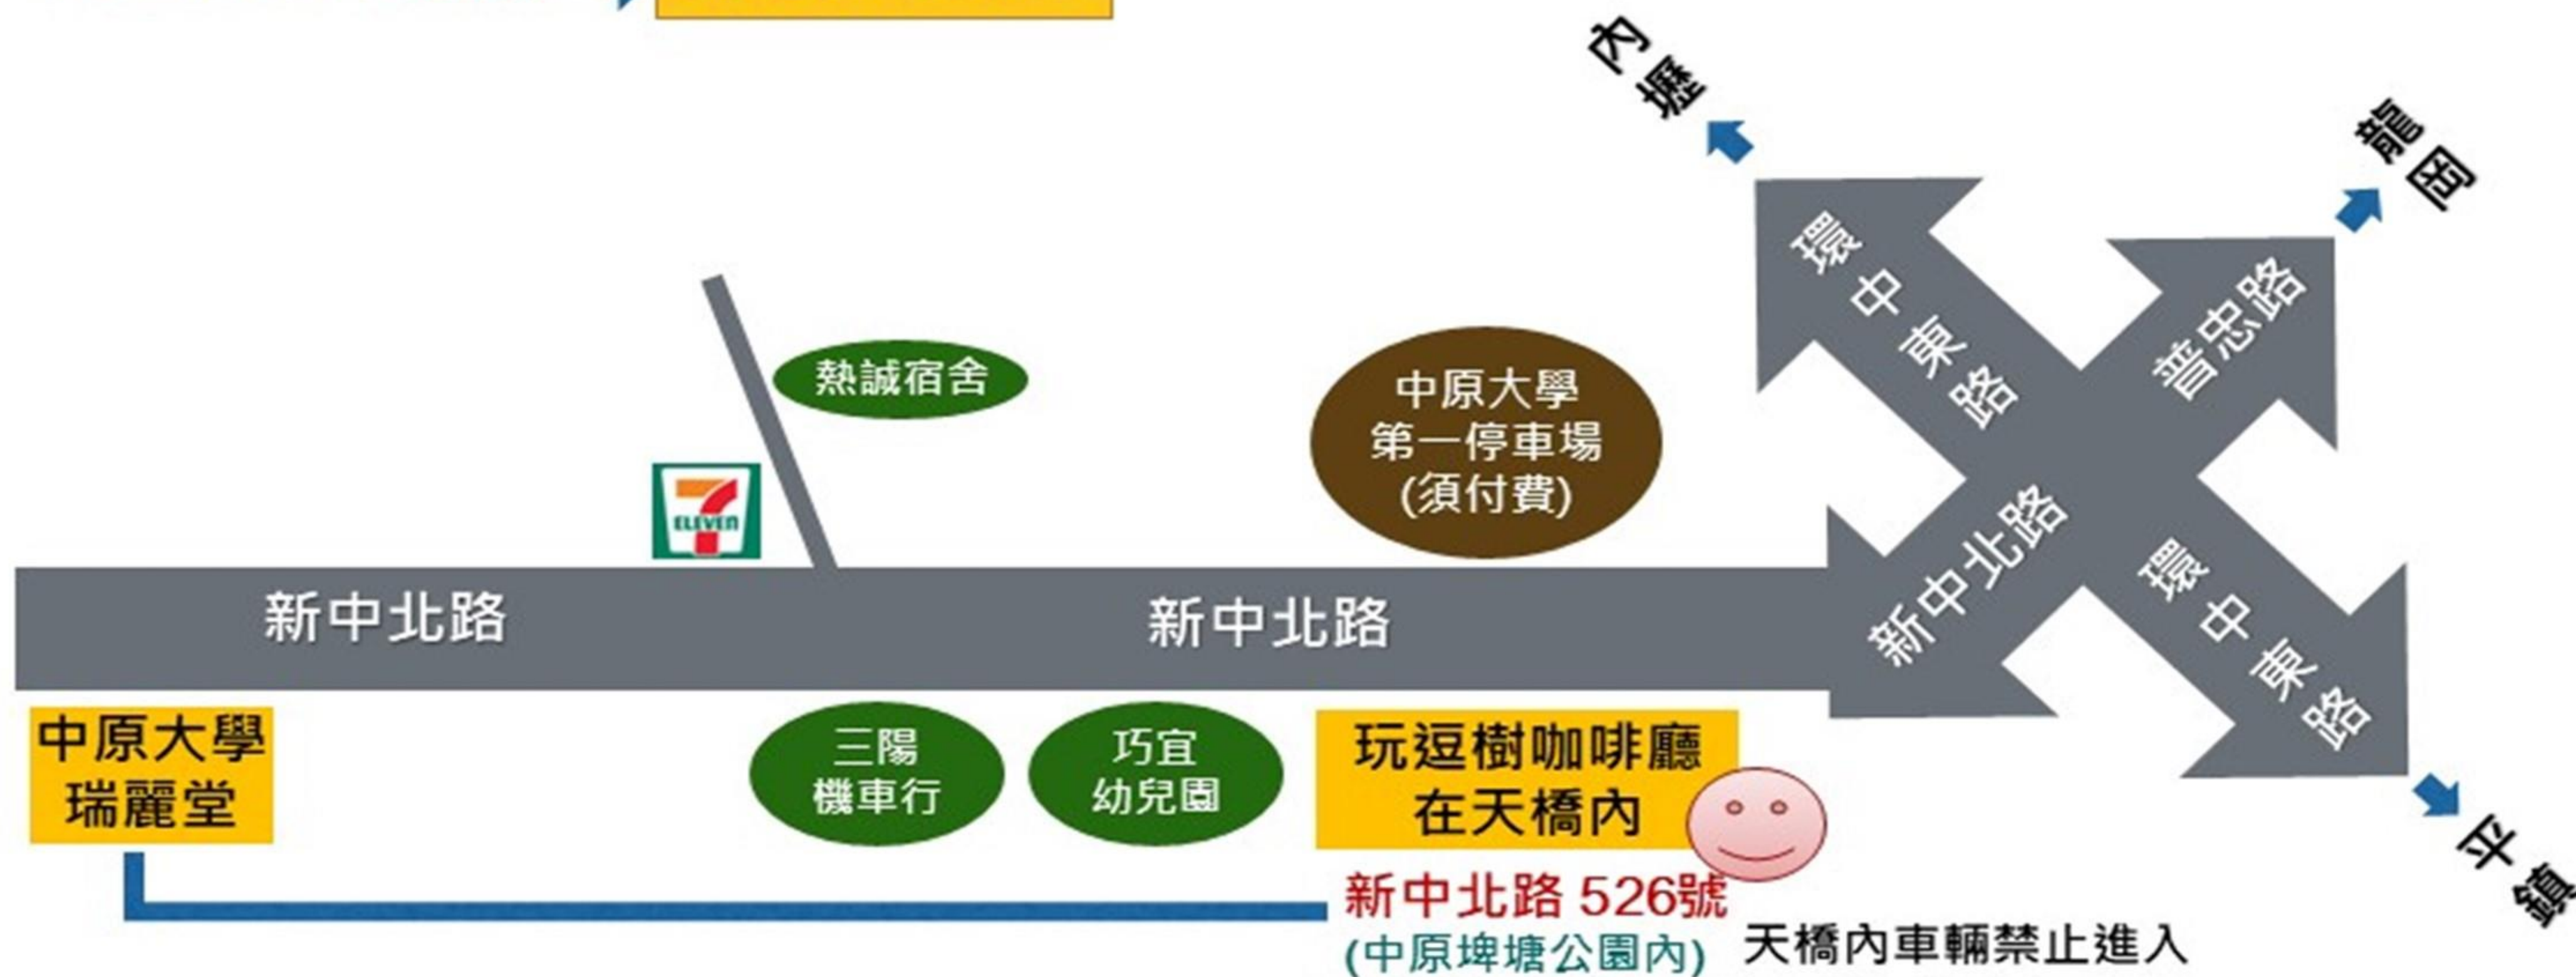 內壢
龍岡
環中東路
普忠路
熱誠宿舍
中原大學
第一停車場
(須付費)
7
ELEVEN
新中北路
新中北路
新中北路
環中東路
中原大學
瑞麗堂
三陽
機車行
巧宜
幼兒園
玩逗樹咖啡廳
在天橋內
平鎮
新中北路 526號
(中原埤塘公園內)
天橋內車輛禁止進入